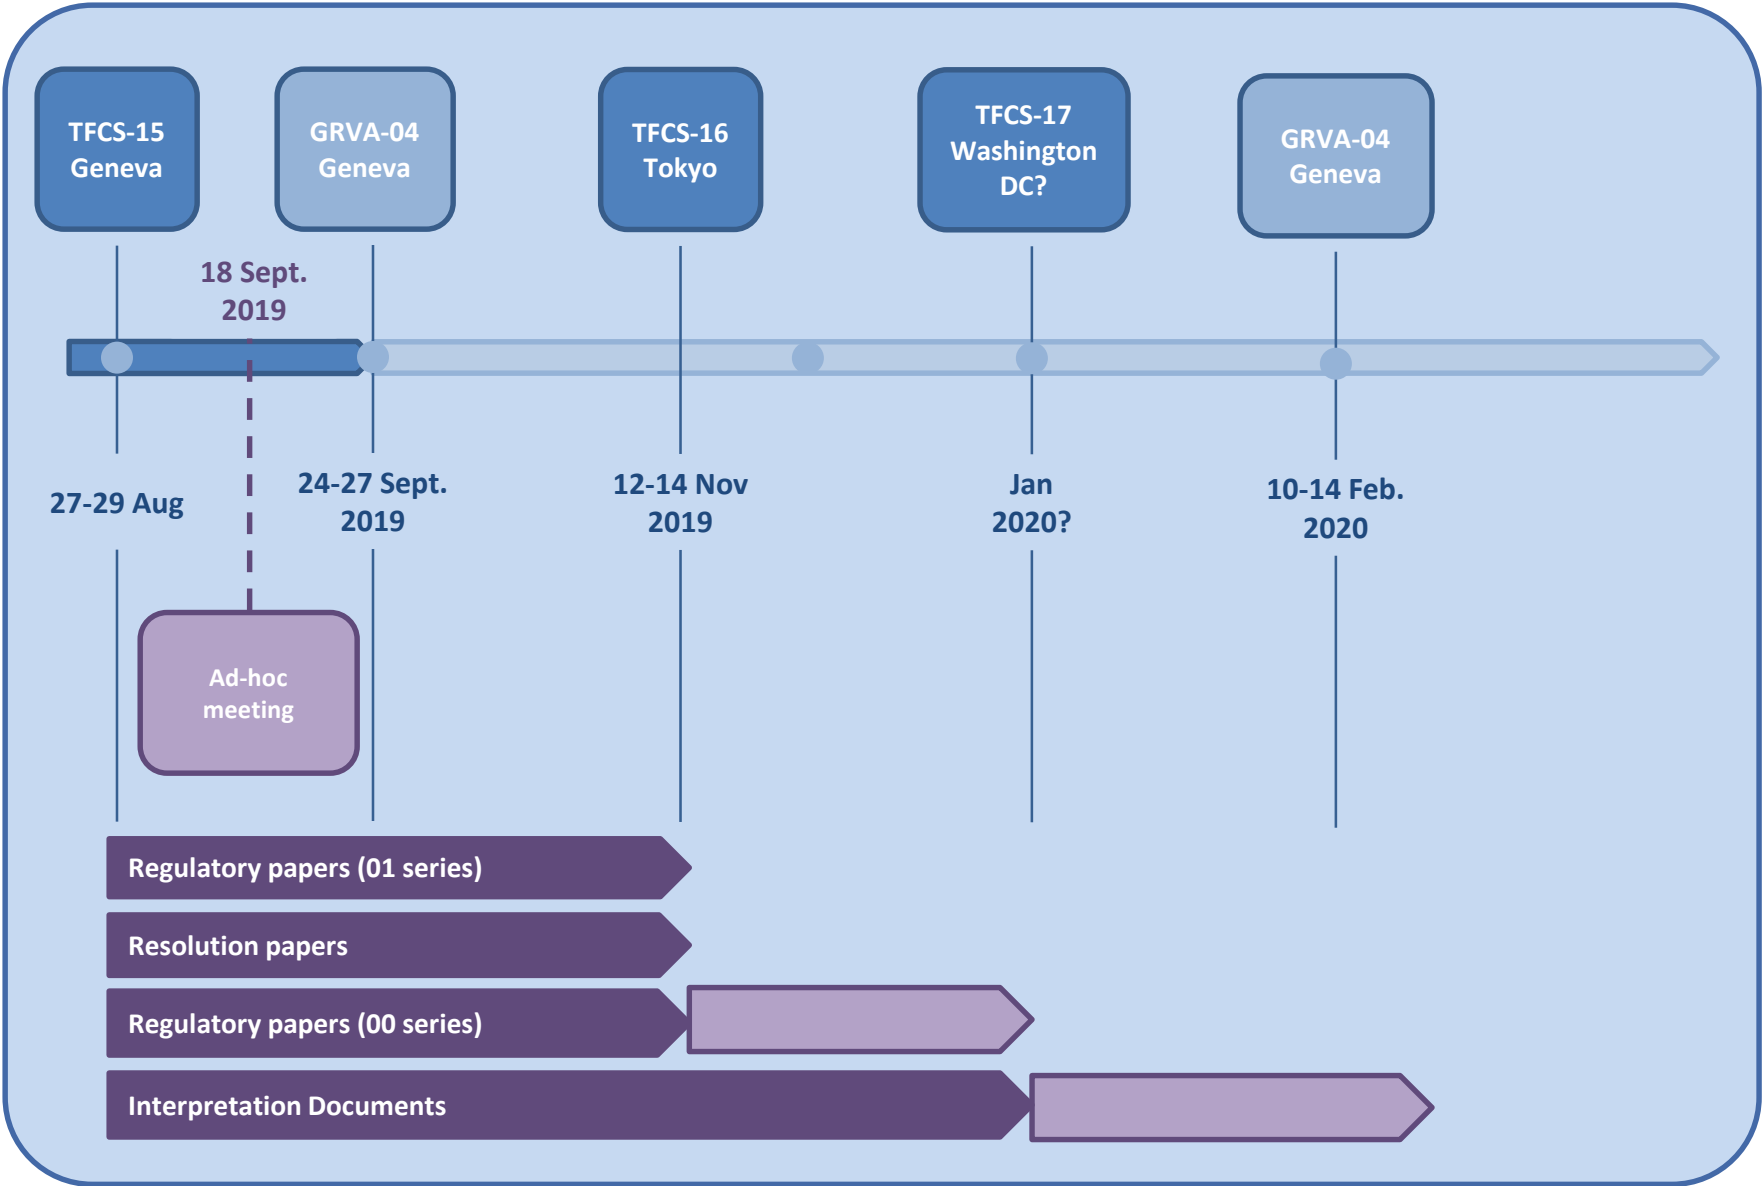 TFCS-15
Geneva
GRVA-04
Geneva
TFCS-16
Tokyo
TFCS-17
Washington
DC?
GRVA-04
Geneva
18 Sept.
2019
27-29 Aug
24-27 Sept.
2019
12-14 Nov
2019
Jan
2020?
10-14 Feb.
2020
Ad-hoc
meeting
Regulatory papers (01 series)
Resolution papers
Regulatory papers (00 series)
Interpretation Documents